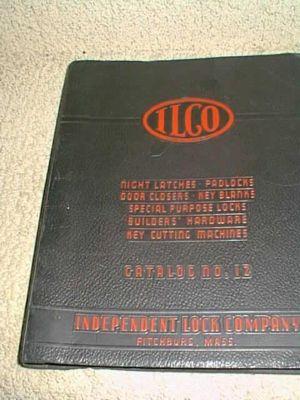 ILCO
NIGHT LATCHES · PADLOCKS
DOOR CLOSERS · KEY BLANKS
SPECIAL PURPOSE LOCKS
BUILDERS' HARDWARE
KEY CUTTING MACHINES
CATALOG NO. 12
INDEPENDENT LOCK COMPANY
FITCHBURG, MASS.